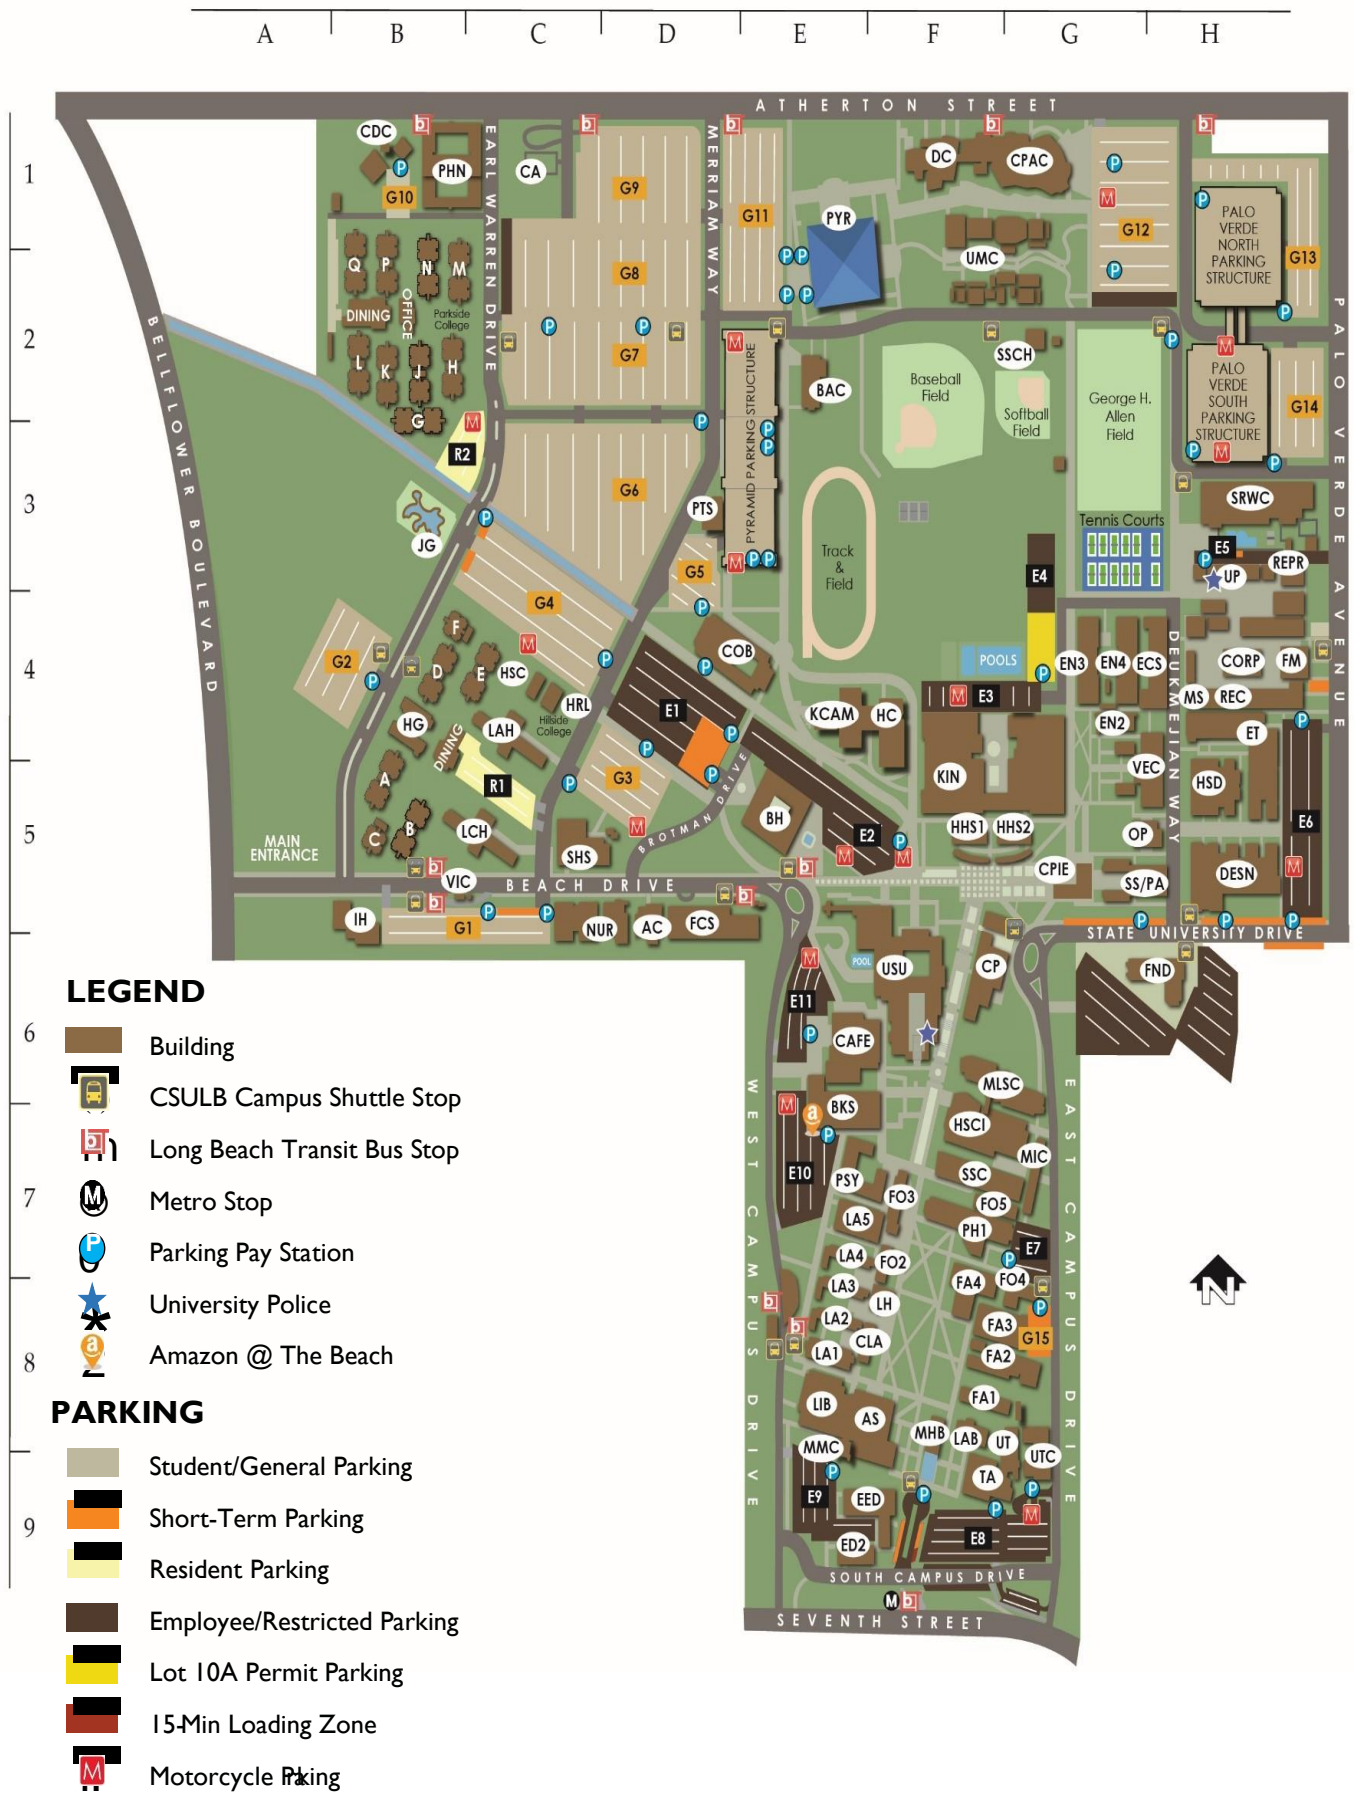 A B C D E F G H
ATHERTON STREET
1
2
3
4
5
6
7
8
9
CDC
PHN
G10
EARL WARREN DRIVE
CA
G9
MERRIAM WAY
G11
PYR
DC
CPAC
UMC
G12
PALO
VERDE
NORTH
PARKING
STRUCTURE
G13
Q P N M
DINING
OFFICE
Parkside
College
L K J H
G
G8
G7
PYRAMID PARKING STRUCTURE
BAC
Baseball
Field
SSCH
Softball
Field
George H.
Allen
Field
PALO
VERDE
SOUTH
PARKING
STRUCTURE
G14
PALO VERDE AVENUE
BELLFLOWER BOULEVARD
R2
JG
G6
PTS
G5
Track
&
Field
Tennis Courts
SRWC
E5
UP
REPR
E4
G4
G2
F
D
E
HSC
HRL
Hillside
College
HG
DINING
LAH
R1
A
B
C
LCH
COB
E1
G3
BROTMAN DRIVE
KCAM
HC
POOLS
E3
EN3
EN4
ECS
DEUKMEJIAN WAY
CORP
FM
MS
REC
EN2
ET
VEC
HSD
E6
KIN
BH
E2
HHS1
HHS2
OP
CPIE
SS/PA
DESN
MAIN
ENTRANCE
SHS
VIC
BEACH DRIVE
IH
G1
NUR
AC
FCS
STATE UNIVERSITY DRIVE
FND
POOL
USU
CP
E11
CAFE
WEST CAMPUS DRIVE
EAST CAMPUS DRIVE
MLSC
BKS
HSCI
MIC
E10
PSY
SSC
FO3
FO5
LA5
PH1
E7
LA4
FO2
LA3
FA4
FO4
LH
LA2
FA3
G15
CLA
LA1
FA2
LIB
AS
FA1
MHB
LAB
UT
UTC
MMC
TA
E9
EED
E8
ED2
SOUTH CAMPUS DRIVE
SEVENTH STREET
N
LEGEND
Building
CSULB Campus Shuttle Stop
Long Beach Transit Bus Stop
Metro Stop
Parking Pay Station
University Police
Amazon @ The Beach
PARKING
Student/General Parking
Short-Term Parking
Resident Parking
Employee/Restricted Parking
Lot 10A Permit Parking
15-Min Loading Zone
Motorcycle